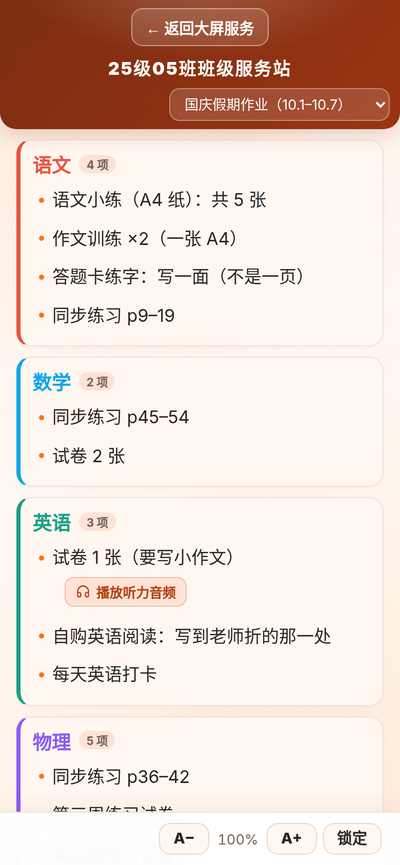 ← 返回大屏服务
25级05班班级服务站
国庆假期作业（10.1–10.7）
语文 4 项
语文小练（A4 纸）：共 5 张
作文训练 ×2（一张 A4）
答题卡练字：写一面（不是一页）
同步练习 p9–19
数学 2 项
同步练习 p45–54
试卷 2 张
英语 3 项
试卷 1 张（要写小作文）
播放听力音频
自购英语阅读：写到老师折的那一处
每天英语打卡
物理 5 项
同步练习 p36–42
A− 100% A+ 锁定